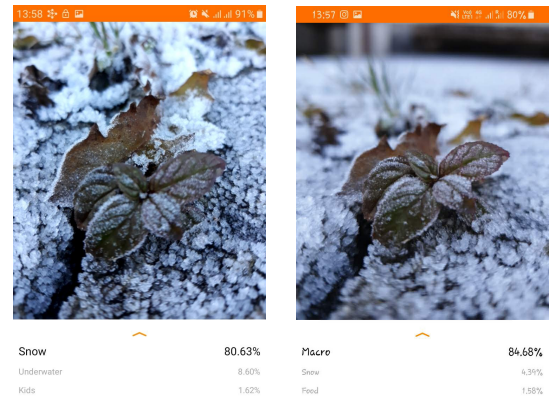 13:58 91%
Snow 80.63%
Underwater 8.60%
Kids 1.62%
13:57 80%
Macro 84.68%
Snow 4.39%
Food 1.58%